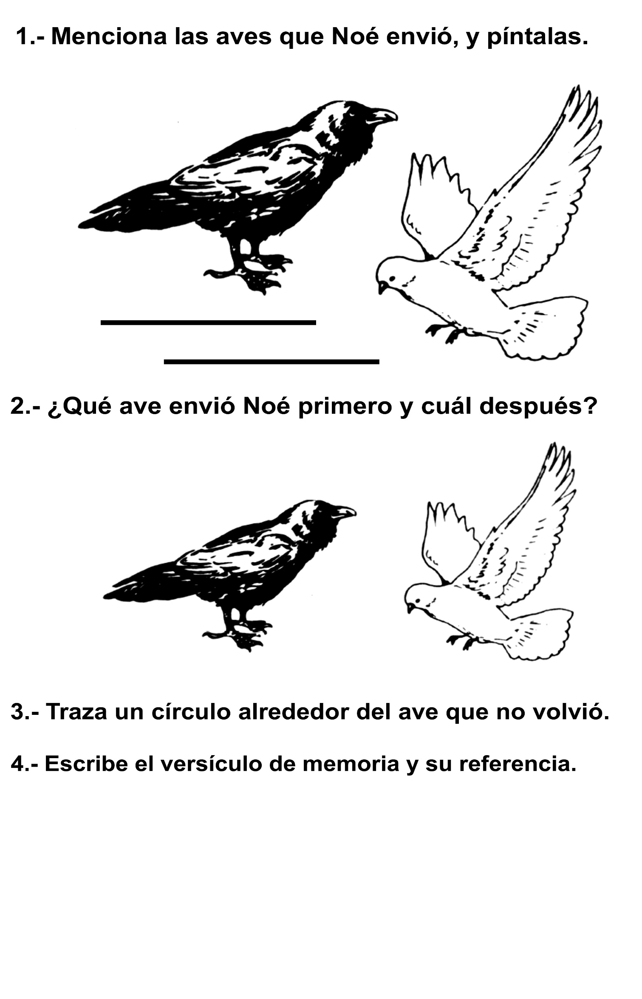 1.- Menciona las aves que Noé envió, y píntalas.
2.- ¿Qué ave envió Noé primero y cuál después?
3.- Traza un círculo alrededor del ave que no volvió.
4.- Escribe el versículo de memoria y su referencia.